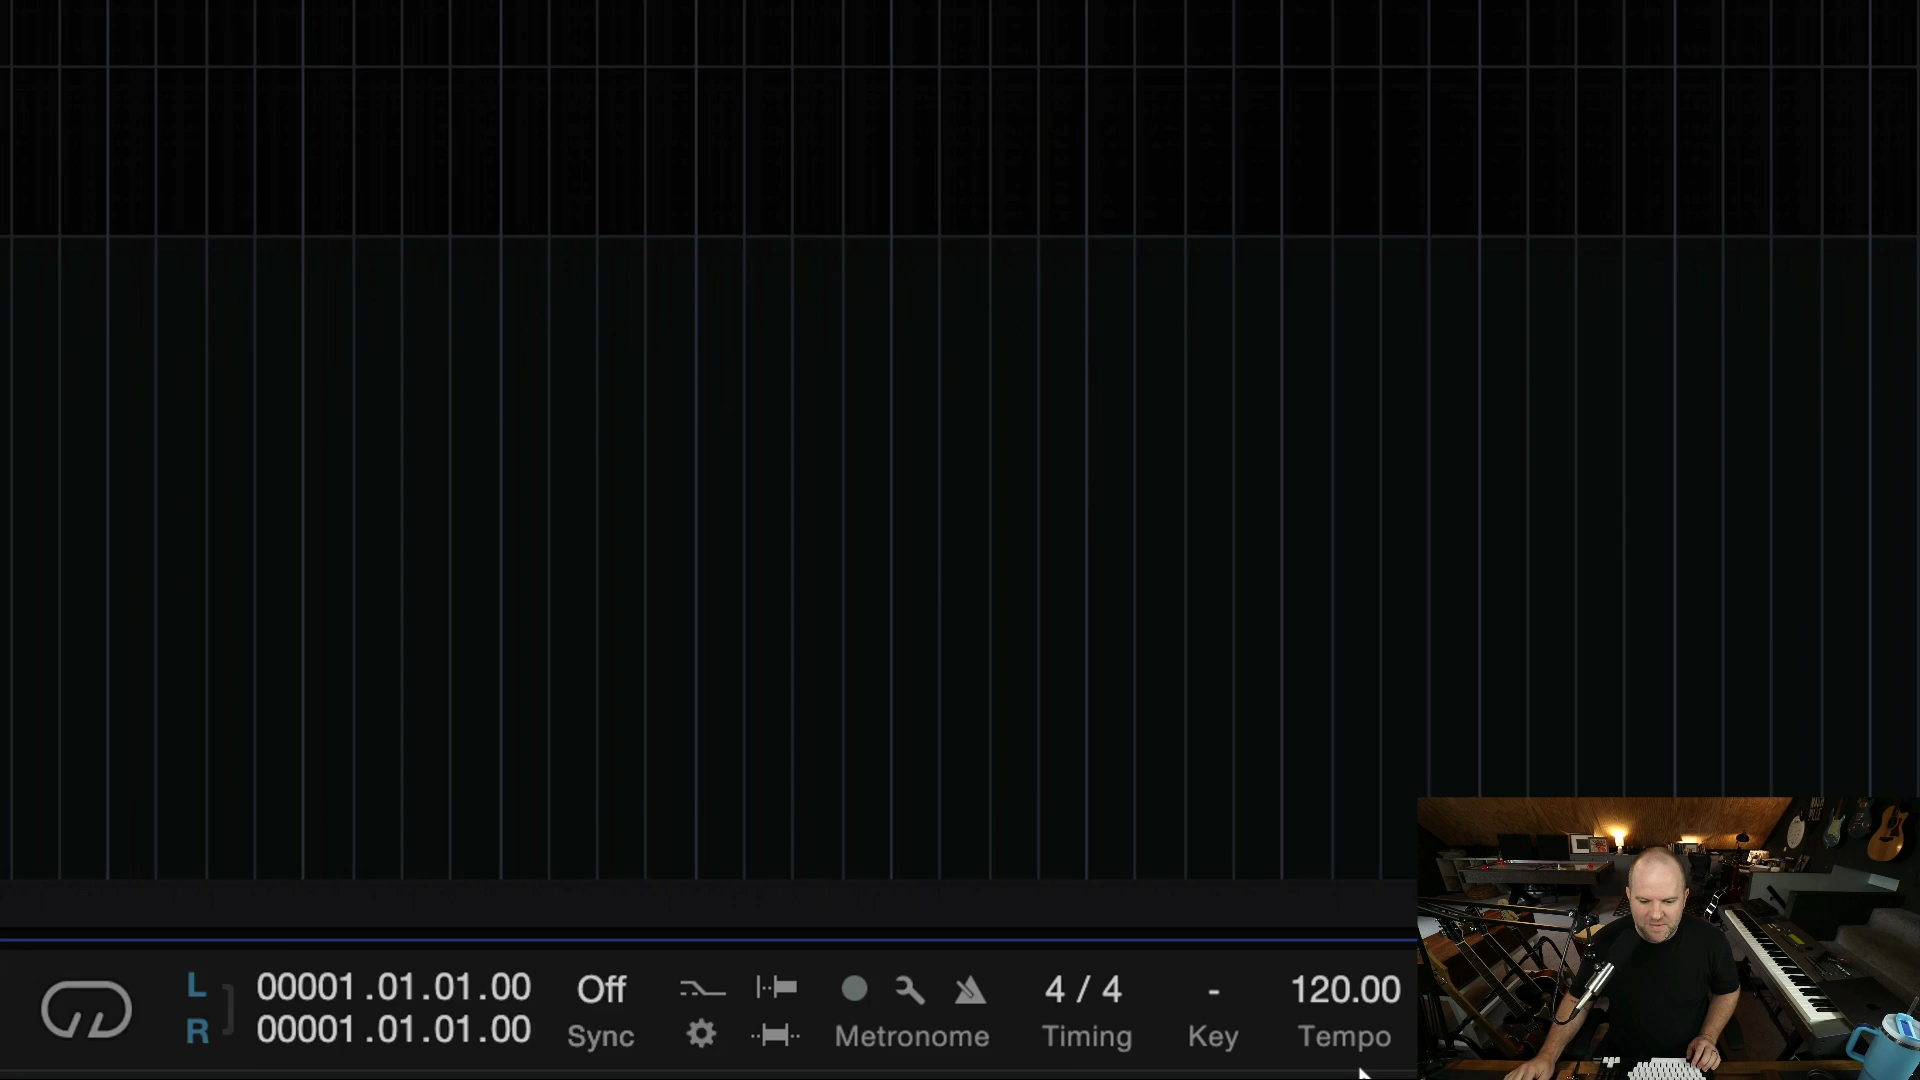 L 00001.01.01.00 Off 4 / 4 - 120.00
R 00001.01.01.00 Sync Metronome Timing Key Tempo